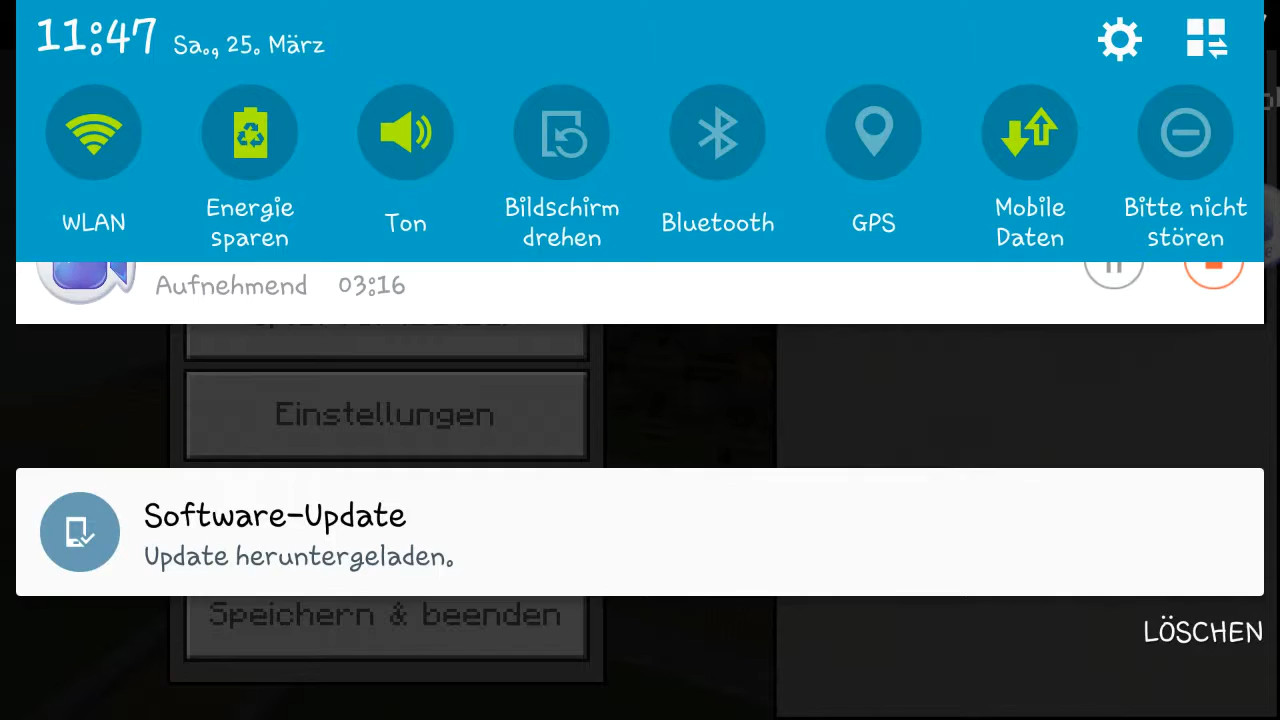 11:47 Sa., 25. März
WLAN
Energie
sparen
Ton
Bildschirm
drehen
Bluetooth
GPS
Mobile
Daten
Bitte nicht
stören
Aufnehmend 03:16
Einstellungen
Software-Update
Update heruntergeladen.
Speichern & beenden
LÖSCHEN